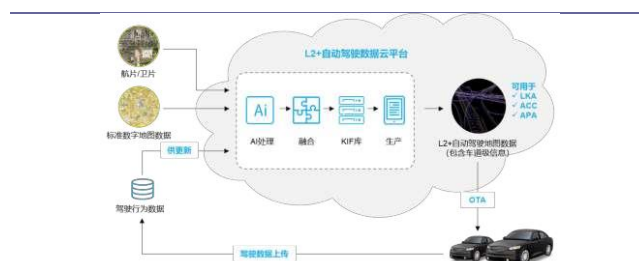 L2+自动驾驶数据云平台
航片/卫片
标准数字地图数据
供更新
驾驶行为数据
Ai
AI处理
融合
KIF库
生产
可用于
✓ LKA
✓ ACC
✓ APA
L2+自动驾驶地图数据
(包含车道级信息)
OTA
驾驶数据上传